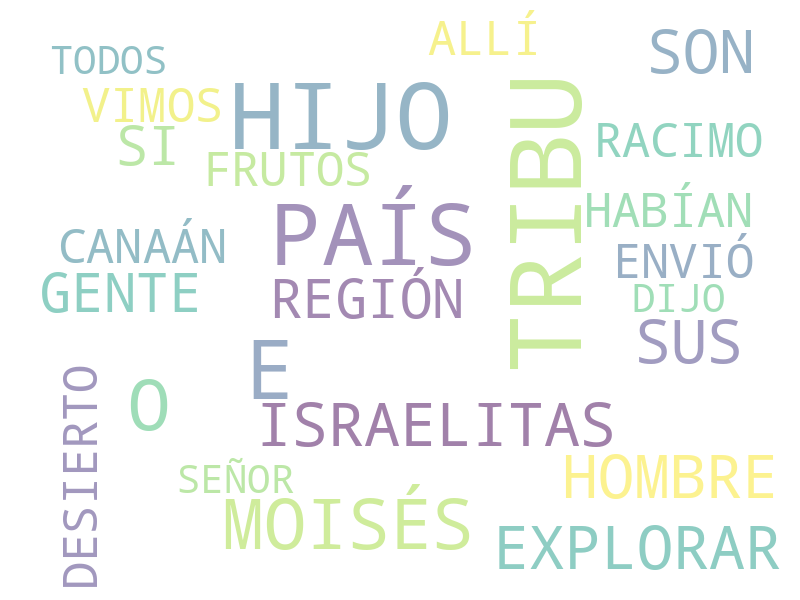 ALLÍ
SON
TODOS
HIJO
TRIBU
VIMOS
SI
RACIMO
FRUTOS
PAÍS
HABÍAN
CANAÁN
ENVIÓ
GENTE
REGIÓN
DIJO
SUS
E
DESIERTO
O
ISRAELITAS
HOMBRE
SEÑOR
MOISÉS
EXPLORAR